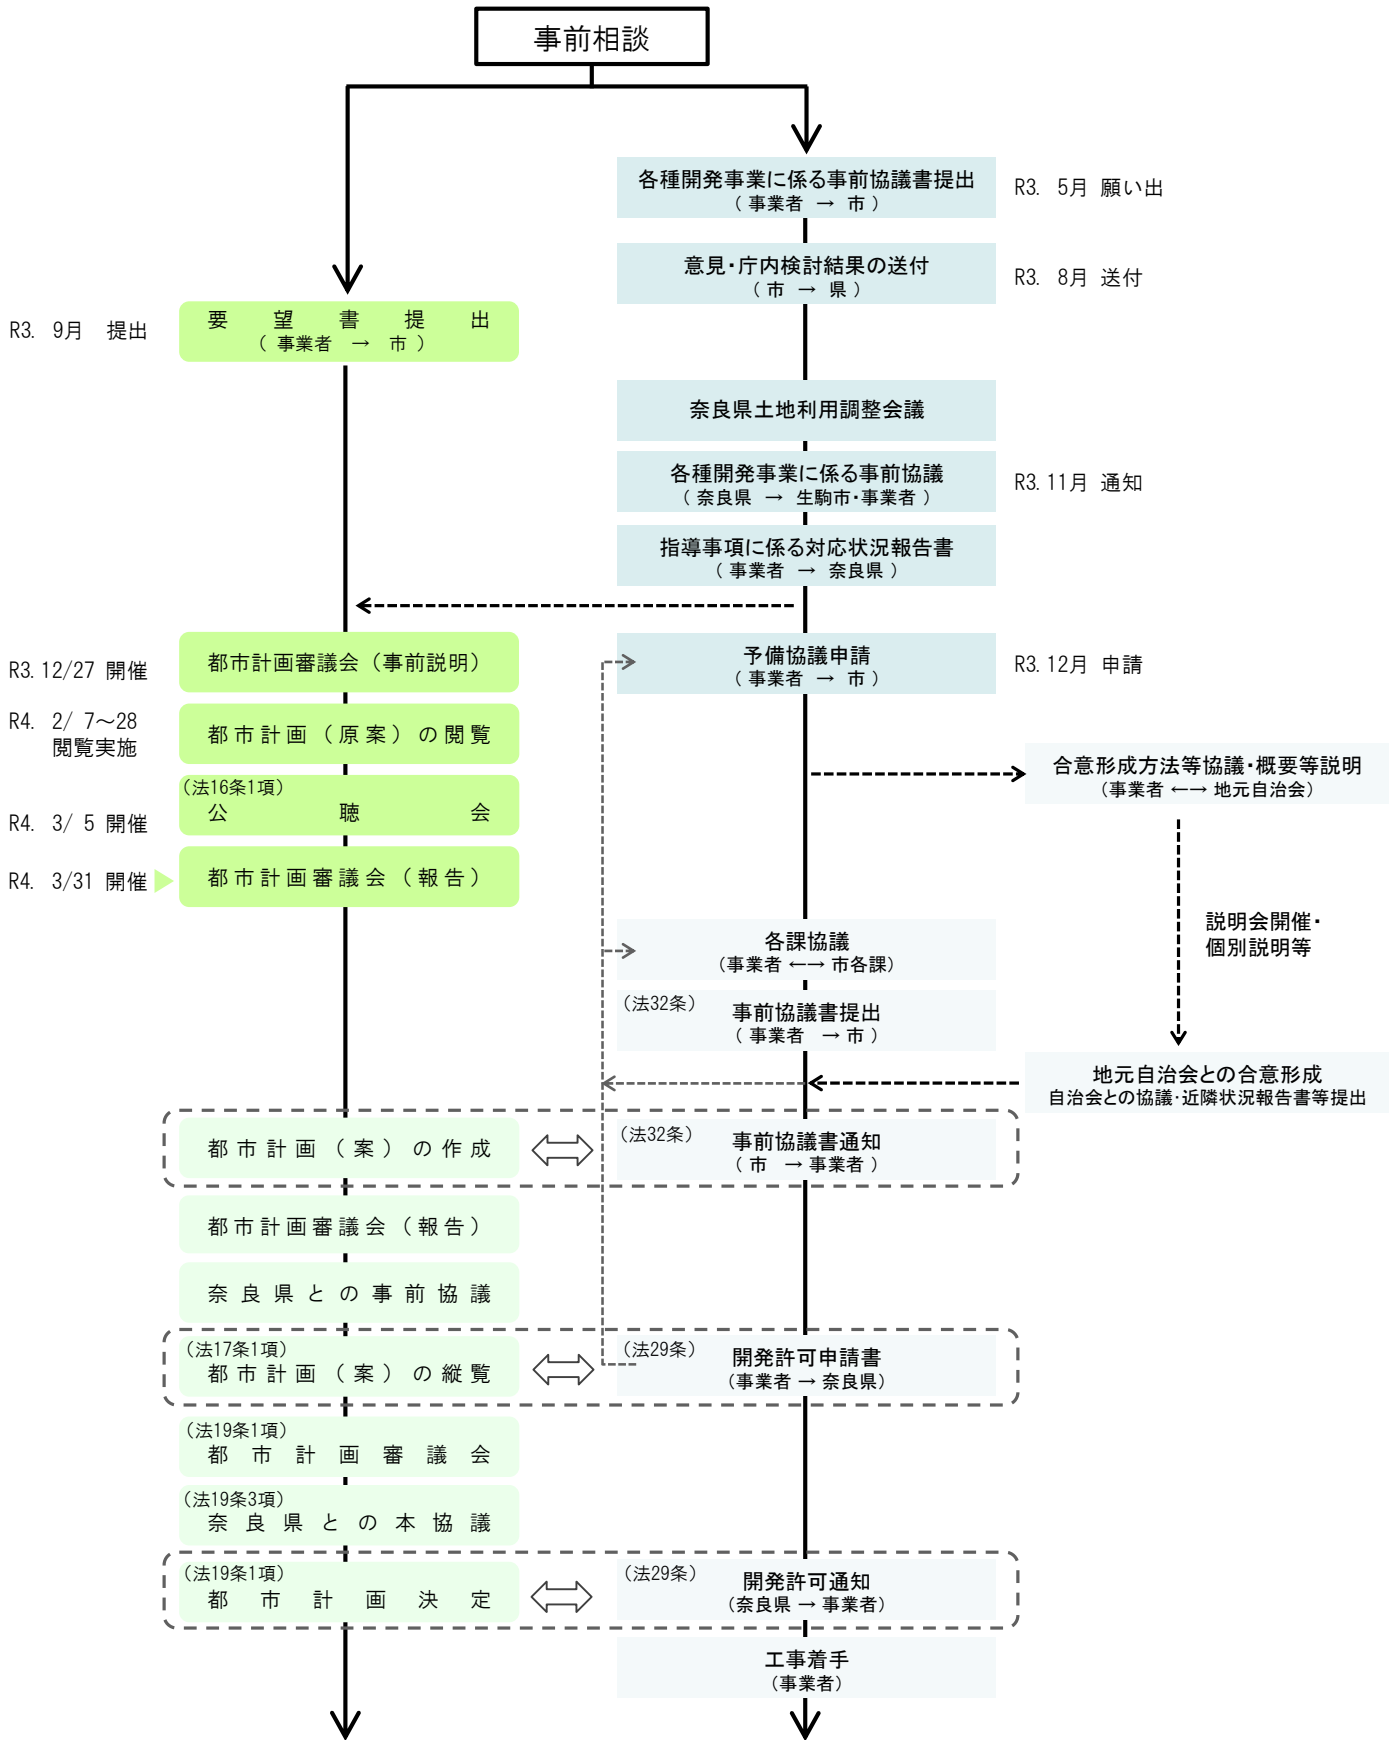 事前相談
各種開発事業に係る事前協議書提出
（ 事業者 → 市 ）
R3. 5月 願い出
意見・庁内検討結果の送付
（ 市 → 県 ）
R3. 8月 送付
R3. 9月 提出
要望書提出
（ 事業者 → 市 ）
奈良県土地利用調整会議
各種開発事業に係る事前協議
（ 奈良県 → 生駒市・事業者 ）
R3.11月 通知
指導事項に係る対応状況報告書
（ 事業者 → 奈良県 ）
R3.12/27 開催
都市計画審議会（事前説明）
予備協議申請
（ 事業者 → 市 ）
R3.12月 申請
R4. 2/ 7～28
閲覧実施
都市計画（原案）の閲覧
合意形成方法等協議・概要等説明
（事業者 ←→ 地元自治会）
（法16条1項）
公聴会
R4. 3/ 5 開催
R4. 3/31 開催
都市計画審議会（報告）
説明会開催・
個別説明等
各課協議
（事業者 ←→ 市各課）
（法32条）
事前協議書提出
（ 事業者 → 市 ）
地元自治会との合意形成
自治会との協議・近隣状況報告書等提出
都市計画（案）の作成
（法32条）
事前協議書通知
（ 市 → 事業者 ）
都市計画審議会（報告）
奈良県との事前協議
（法17条1項）
都市計画（案）の縦覧
（法29条）
開発許可申請書
（事業者 → 奈良県）
（法19条1項）
都市計画審議会
（法19条3項）
奈良県との本協議
（法19条1項）
都市計画決定
（法29条）
開発許可通知
（奈良県 → 事業者）
工事着手
（事業者）